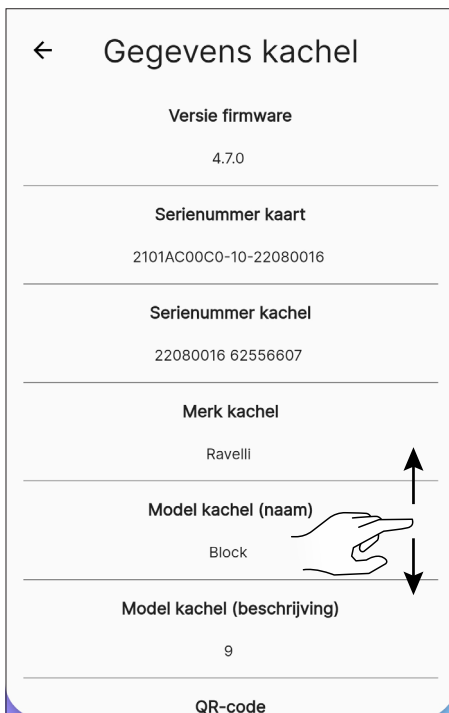 Gegevens kachel
Versie firmware
4.7.0
Serienummer kaart
2101AC00C0-10-22080016
Serienummer kachel
22080016 62556607
Merk kachel
Ravelli
Model kachel (naam)
Block
Model kachel (beschrijving)
9
QR-code